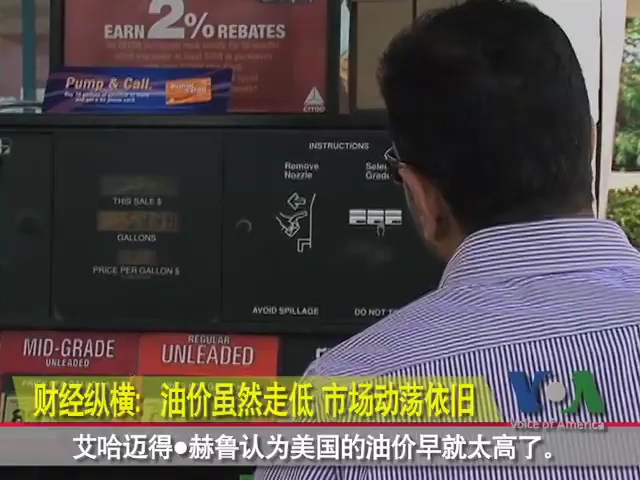 EARN 2% REBATES
Pump & Call.
CITGO
INSTRUCTIONS
Remove
Nozzle
Select
Grade
THIS SALE $
GALLONS
PRICE PER GALLON $
AVOID SPILLAGE
DO NOT
MID-GRADE
UNLEADED
REGULAR
UNLEADED
财经纵横: 油价虽然走低 市场动荡依旧
VOA
Voice of America
艾哈迈得●赫鲁认为美国的油价早就太高了。